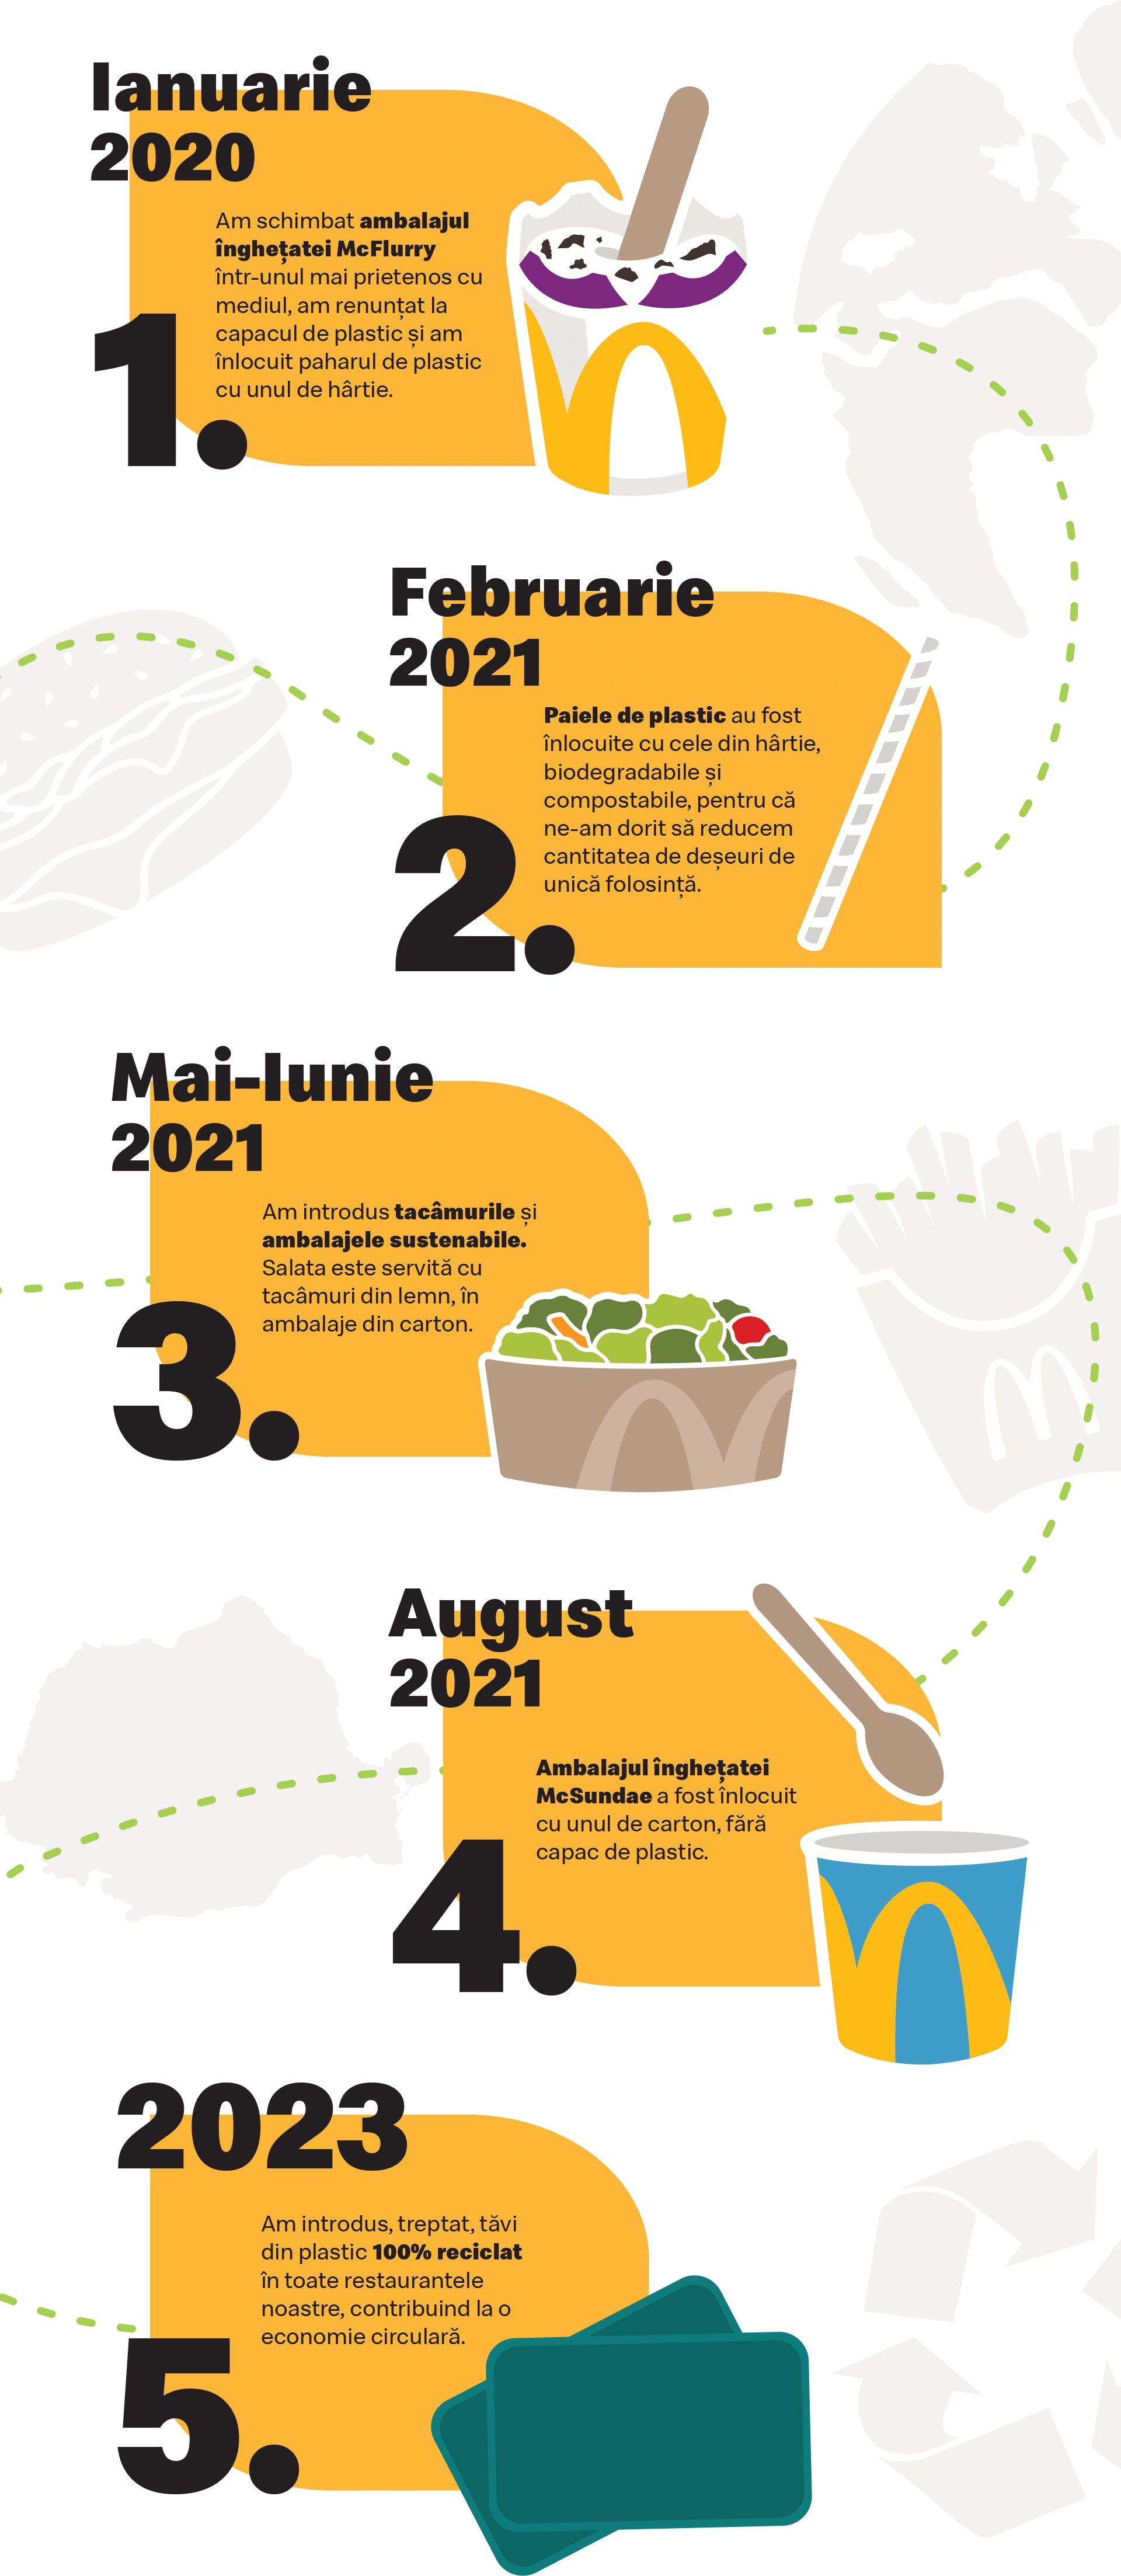 Ianuarie
2020
Am schimbat ambalajul
înghețatei McFlurry
într-unul mai prietenos cu
mediul, am renunțat la
capacul de plastic și am
înlocuit paharul de plastic
cu unul de hârtie.
1.
Februarie
2021
Paiele de plastic au fost
înlocuite cu cele din hârtie,
biodegradabile și
compostabile, pentru că
ne-am dorit să reducem
cantitatea de deșeuri de
unică folosință.
2.
Mai-Iunie
2021
Am introdus tacâmurile și
ambalajele sustenabile.
Salata este servită cu
tacâmuri din lemn, în
ambalaje din carton.
3.
August
2021
Ambalajul înghețatei
McSundae a fost înlocuit
cu unul de carton, fără
capac de plastic.
4.
2023
Am introdus, treptat, tăvi
din plastic 100% reciclat
în toate restaurantele
noastre, contribuind la o
economie circulară.
5.